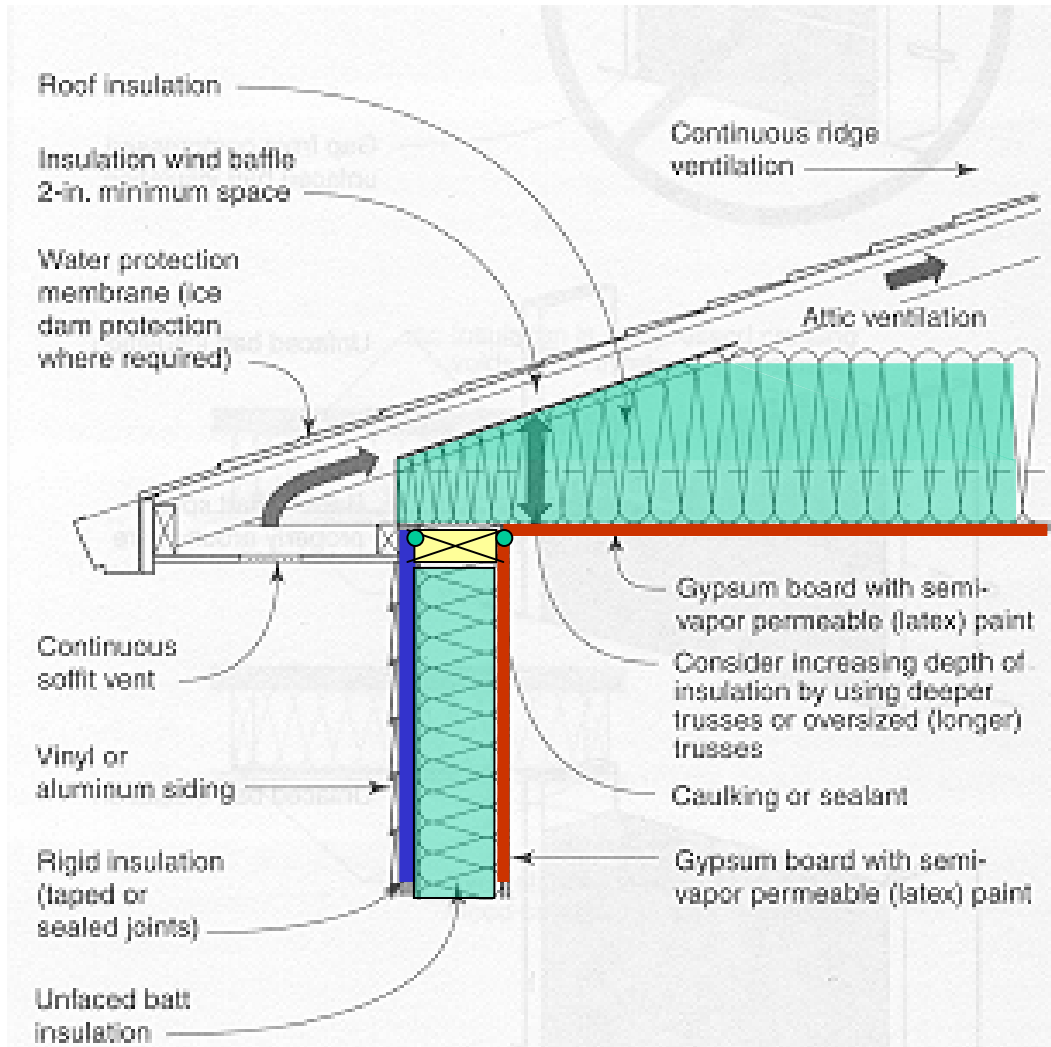 Roof insulation
Insulation wind baffle
2-in. minimum space
Water protection
membrane (ice
dam protection
where required)
Continuous ridge
ventilation
Attic ventilation
Continuous
soffit vent
Vinyl or
aluminum siding
Rigid insulation
(taped or
sealed joints)
Unfaced batt
insulation
Gypsum board with semi-
vapor permeable (latex) paint
Consider increasing depth of
insulation by using deeper
trusses or oversized (longer)
trusses
Caulking or sealant
Gypsum board with semi-
vapor permeable (latex) paint